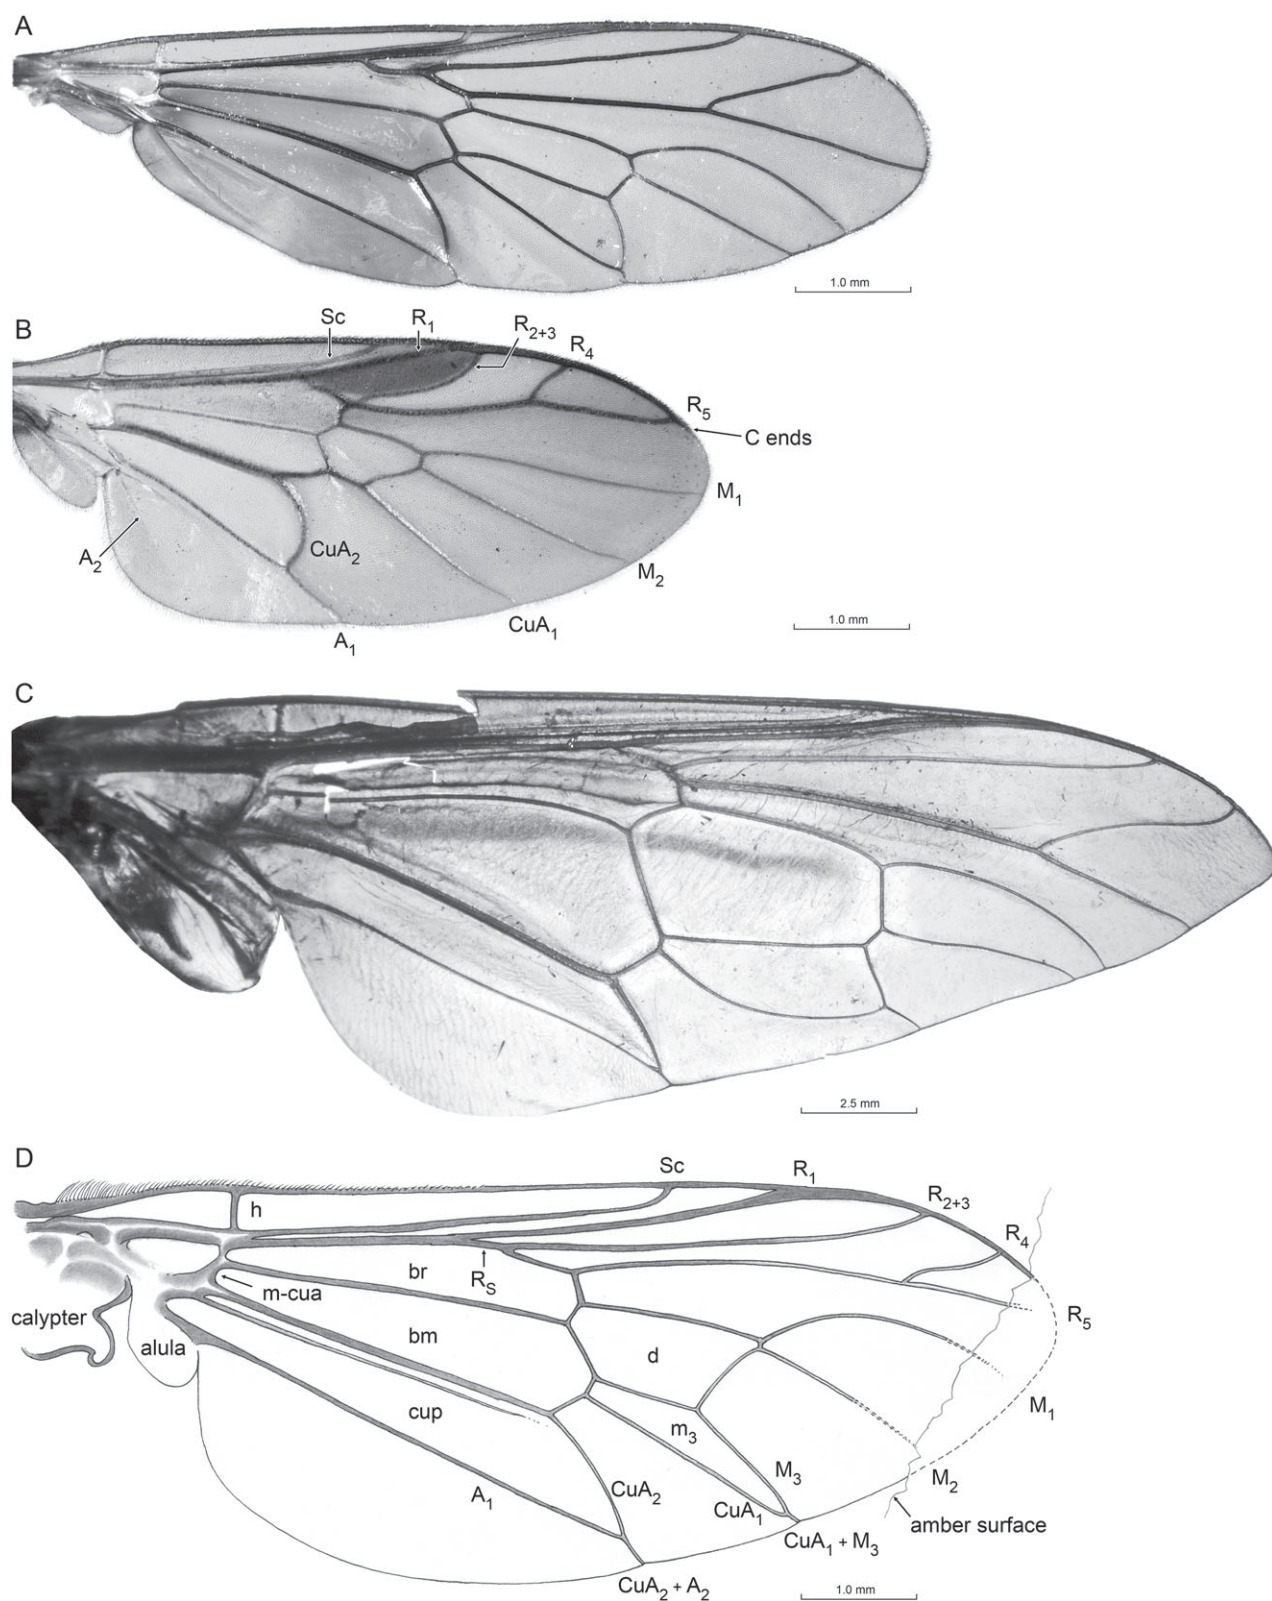 A
1.0 mm
B
Sc
R1
R2+3
R4
R5
C ends
M1
A2
CuA2
M2
CuA1
A1
1.0 mm
C
2.5 mm
D
Sc
R1
R2+3
R4
h
br
RS
m-cua
R5
calypter
alula
bm
d
M1
cup
m3
M3
M2
A1
CuA2
CuA1
amber surface
CuA1 + M3
CuA2 + A2
1.0 mm